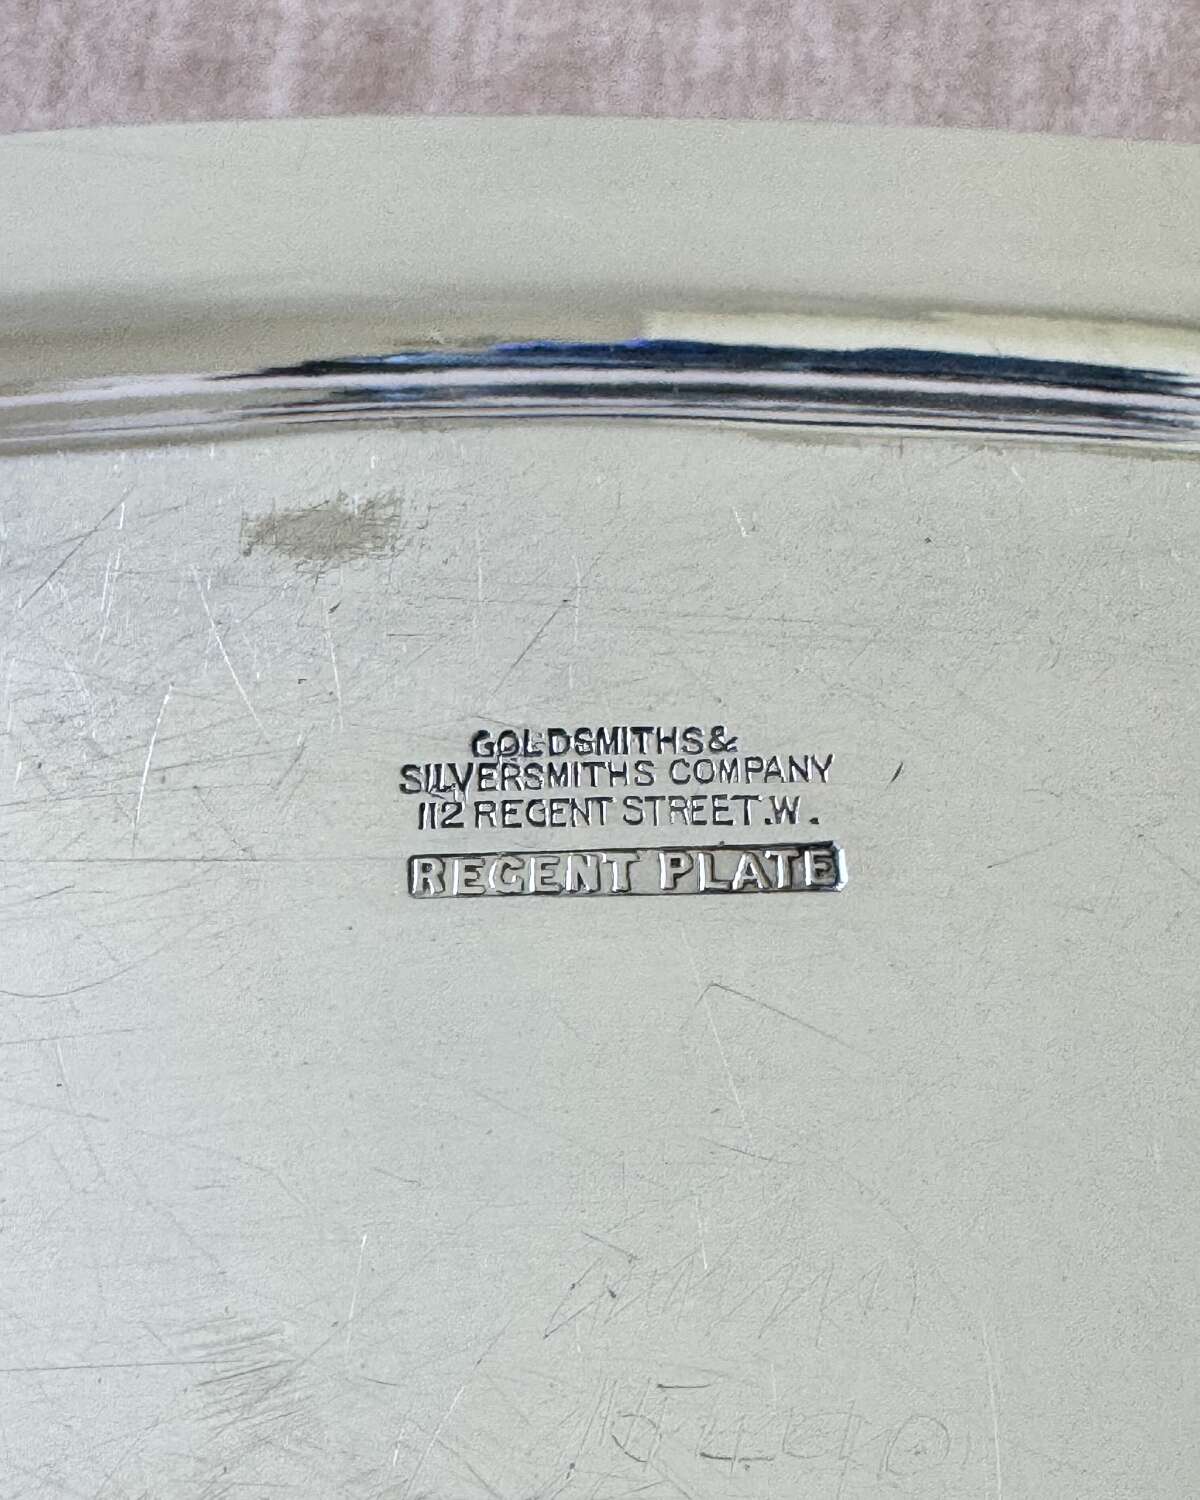 GOLDSMITHS &
SILVERSMITHS COMPANY
112 REGENT STREET.W.
REGENT PLATE